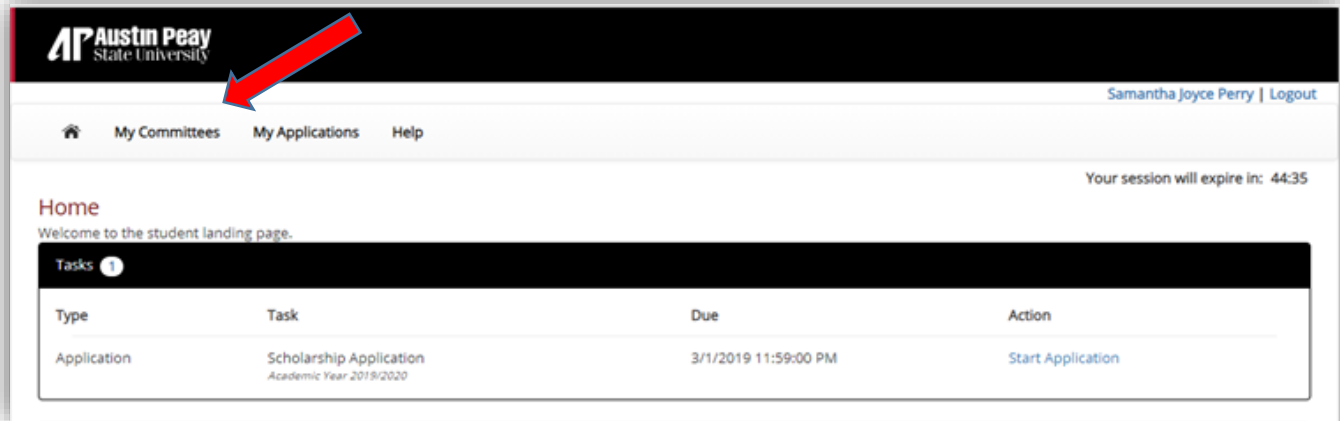 AP Austin Peay
State University
Samantha Joyce Perry | Logout
My Committees My Applications Help
Your session will expire in: 44:35
Home
Welcome to the student landing page.
Tasks 1
Type Task Due Action
Application Scholarship Application 3/1/2019 11:59:00 PM Start Application
Academic Year 2019/2020